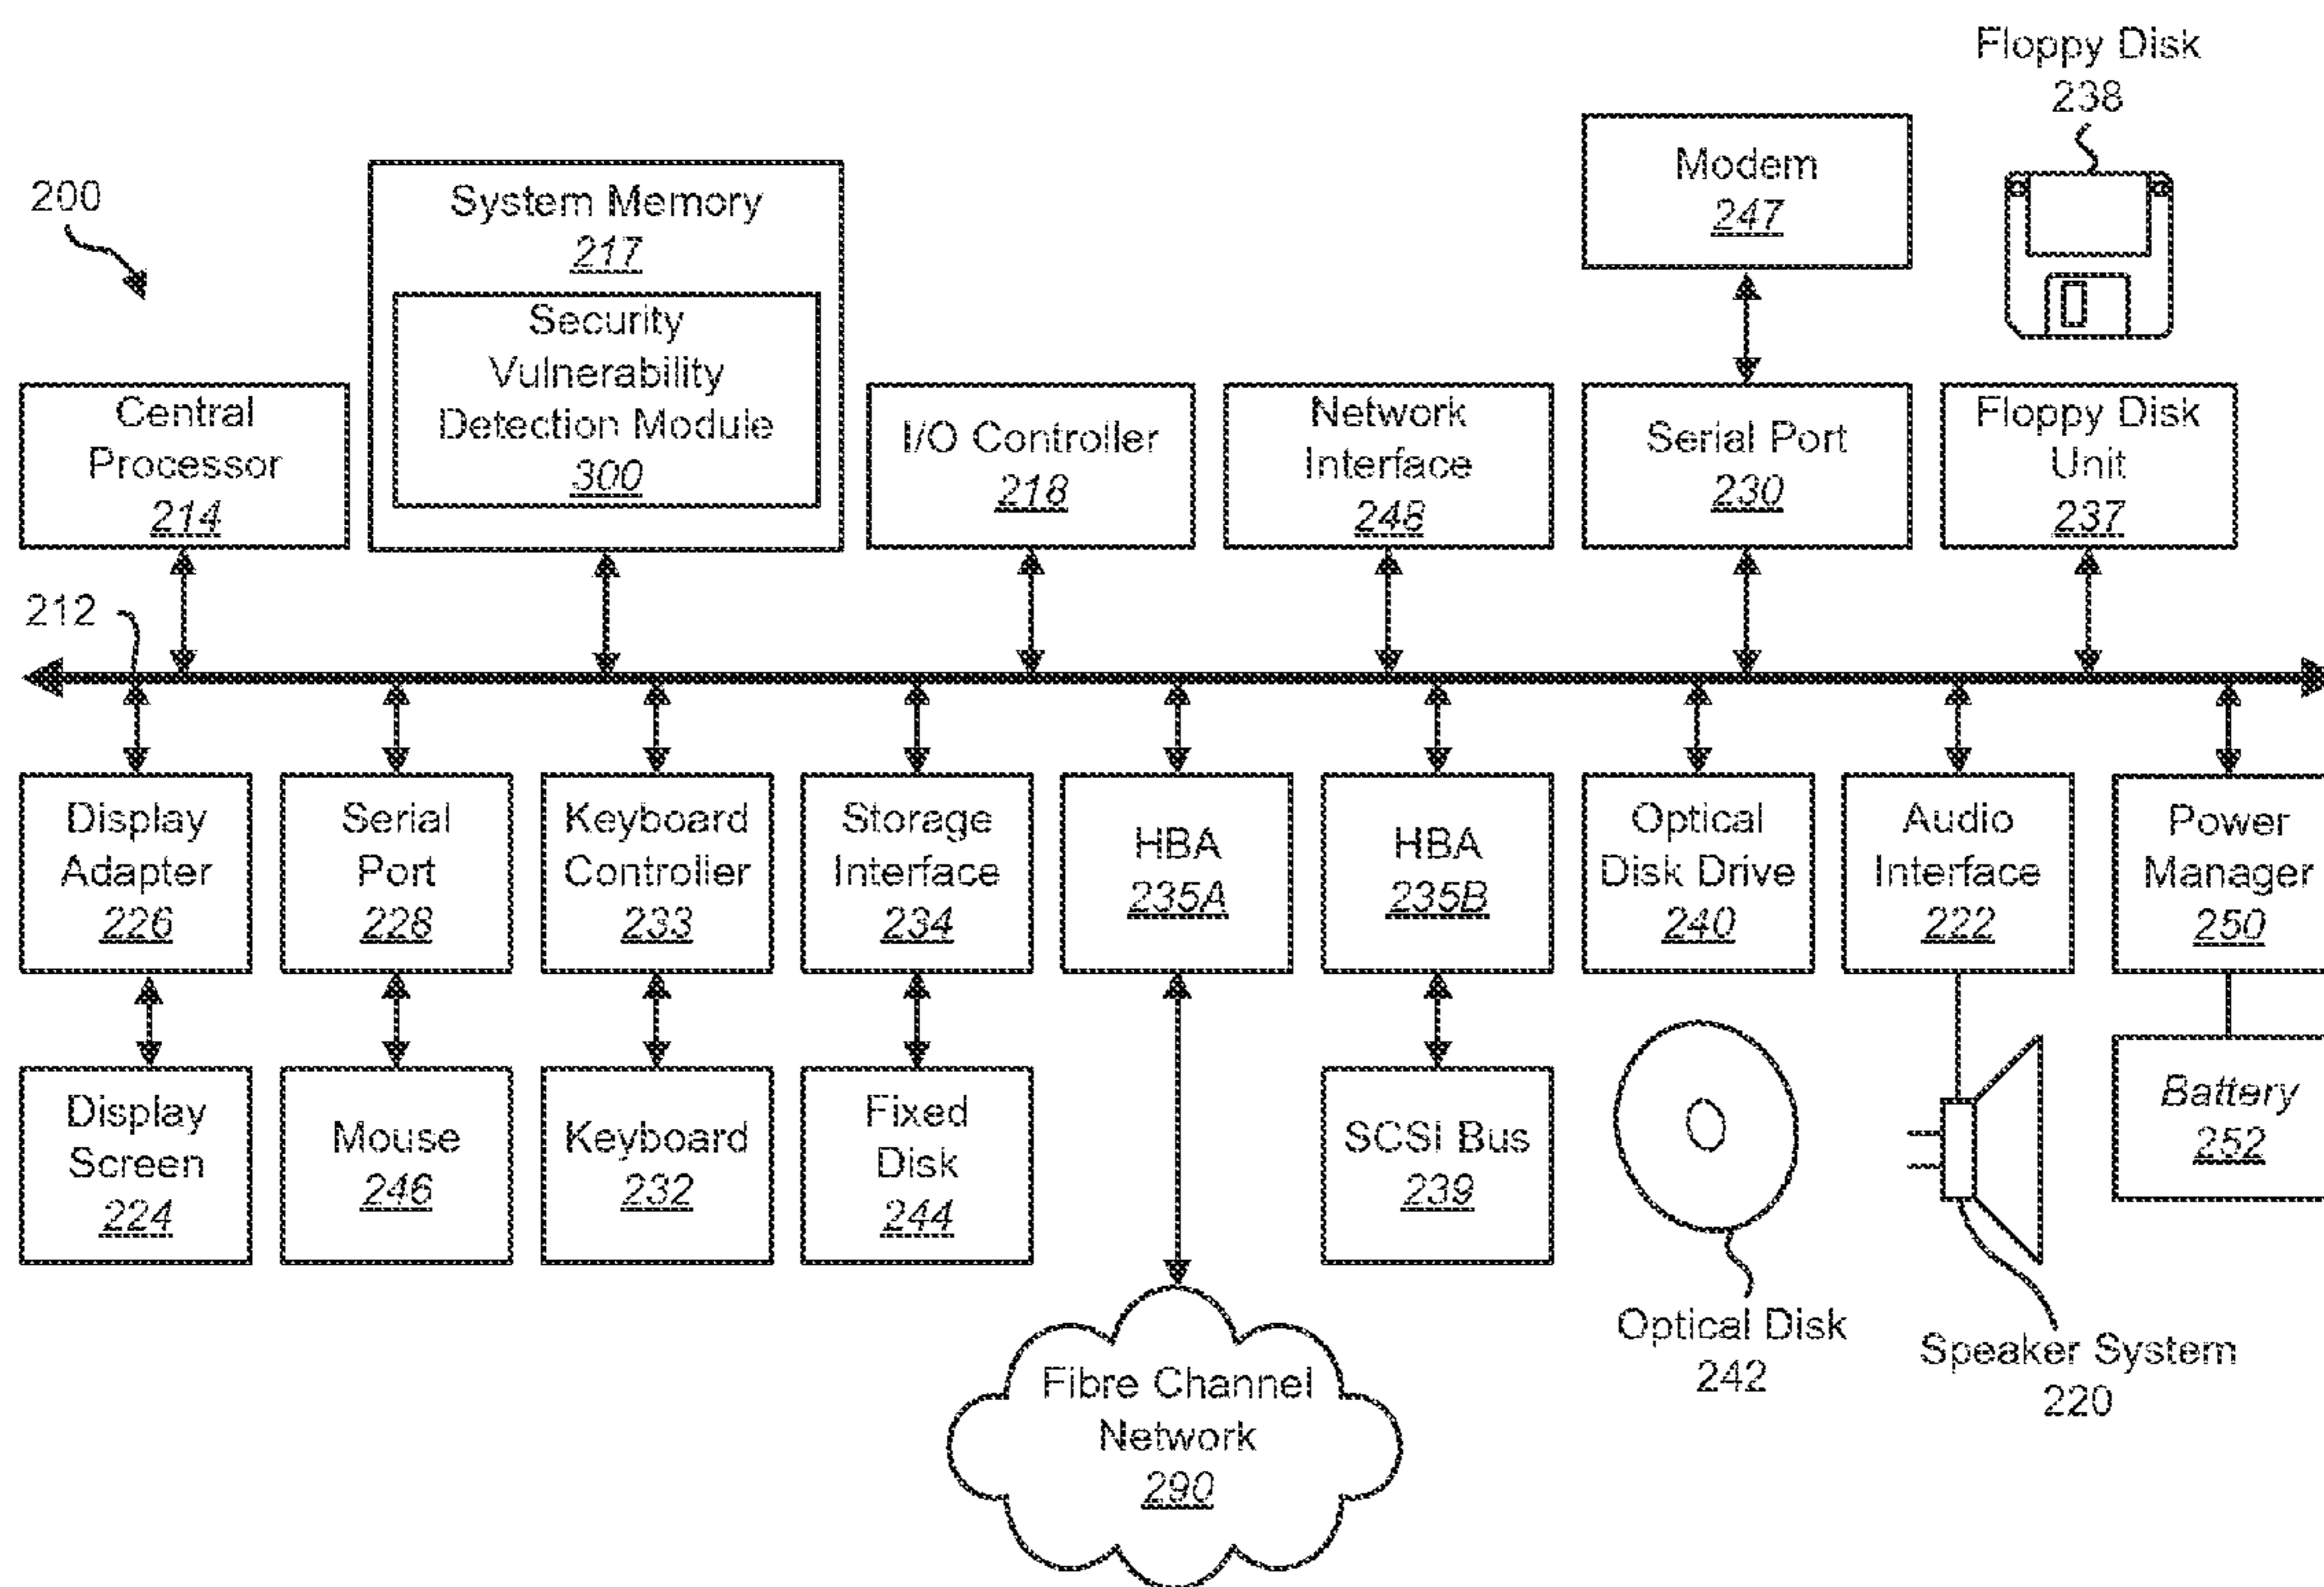 Floppy Disk
238
200
System Memory
217
Security
Vulnerability
Detection Module
300
Modem
247
Central
Processor
214
I/O Controller
218
Network
Interface
248
Serial Port
230
Floppy Disk
Unit
237
212
Display
Adapter
226
Serial
Port
228
Keyboard
Controller
233
Storage
Interface
234
HBA
235A
HBA
235B
Optical
Disk Drive
240
Audio
Interface
222
Power
Manager
250
Display
Screen
224
Mouse
246
Keyboard
232
Fixed
Disk
244
SCSI Bus
239
Battery
252
Optical Disk
242
Speaker System
220
Fibre Channel
Network
290